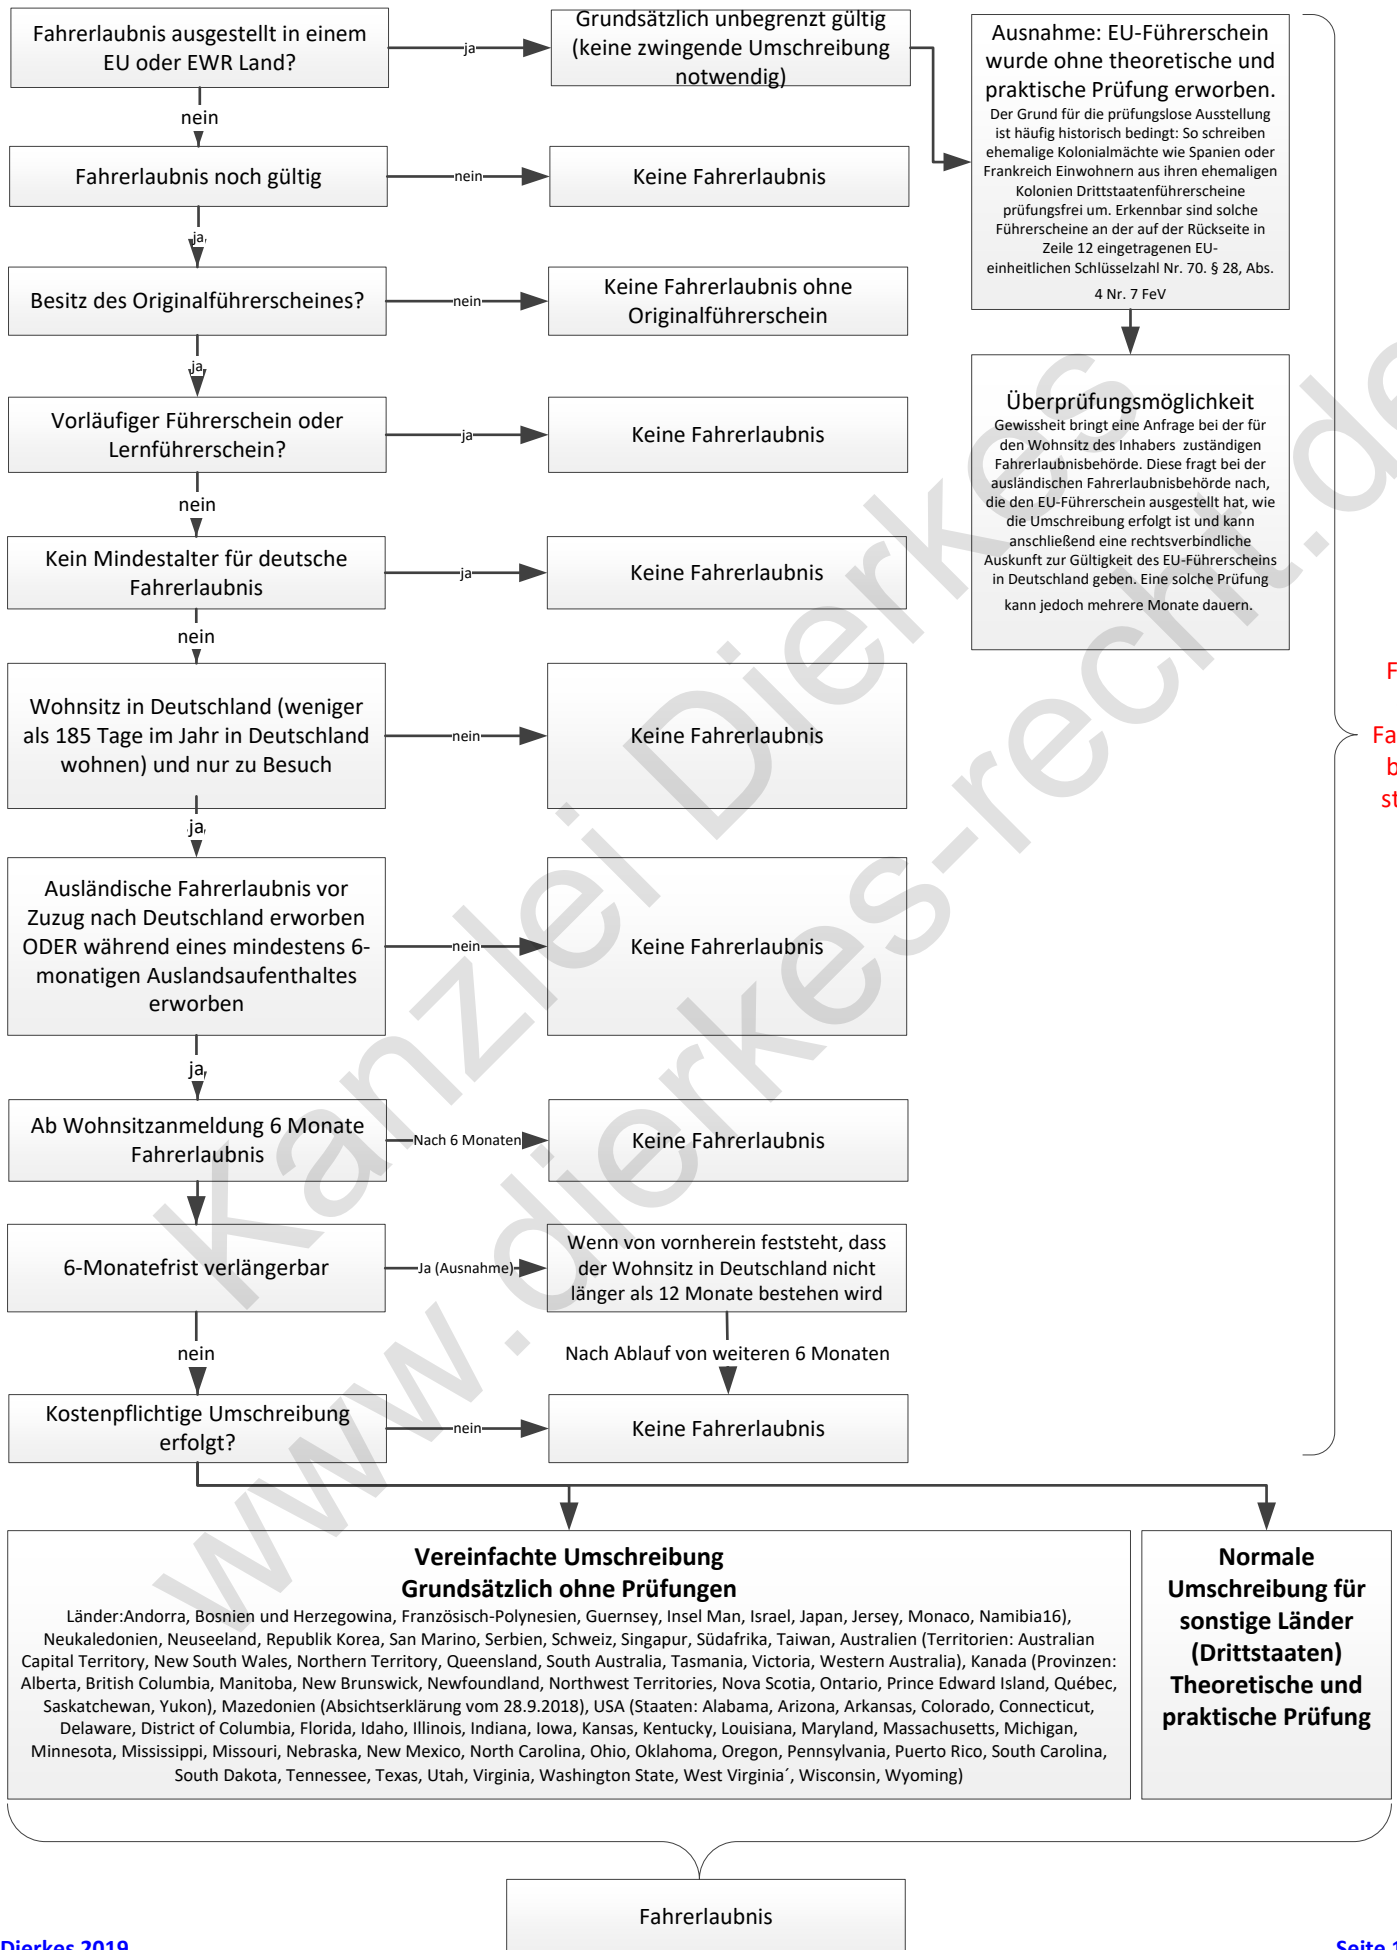 Fahrerlaubnis ausgestellt in einem
EU oder EWR Land?
ja
Grundsätzlich unbegrenzt gültig
(keine zwingende Umschreibung
notwendig)
Ausnahme: EU-Führerschein
wurde ohne theoretische und
praktische Prüfung erworben.
Der Grund für die prüfungslose Ausstellung
ist häufig historisch bedingt: So schreiben
ehemalige Kolonialmächte wie Spanien oder
Frankreich Einwohnern aus ihren ehemaligen
Kolonien Drittstaatenführerscheine
prüfungsfrei um. Erkennbar sind solche
Führerscheine an der auf der Rückseite in
Zeile 12 eingetragenen EU-
einheitlichen Schlüsselzahl Nr. 70. § 28, Abs.
4 Nr. 7 FeV
Überprüfungsmöglichkeit
Gewissheit bringt eine Anfrage bei der für
den Wohnsitz des Inhabers zuständigen
Fahrerlaubnisbehörde. Diese fragt bei der
ausländischen Fahrerlaubnisbehörde nach,
die den EU-Führerschein ausgestellt hat, wie
die Umschreibung erfolgt ist und kann
anschließend eine rechtsverbindliche
Auskunft zur Gültigkeit des EU-Führerscheins
in Deutschland geben. Eine solche Prüfung
kann jedoch mehrere Monate dauern.
nein
Fahrerlaubnis noch gültig
nein
Keine Fahrerlaubnis
ja
Besitz des Originalführerscheines?
nein
Keine Fahrerlaubnis ohne
Originalführerschein
ja
Vorläufiger Führerschein oder
Lernführerschein?
ja
Keine Fahrerlaubnis
nein
Kein Mindestalter für deutsche
Fahrerlaubnis
ja
Keine Fahrerlaubnis
nein
Wohnsitz in Deutschland (weniger
als 185 Tage im Jahr in Deutschland
wohnen) und nur zu Besuch
nein
Keine Fahrerlaubnis
ja
Ausländische Fahrerlaubnis vor
Zuzug nach Deutschland erworben
ODER während eines mindestens 6-
monatigen Auslandsaufenthaltes
erworben
nein
Keine Fahrerlaubnis
ja
Ab Wohnsitzanmeldung 6 Monate
Fahrerlaubnis
Nach 6 Monaten
Keine Fahrerlaubnis
6-Monatefrist verlängerbar
Ja (Ausnahme)
Wenn von vornherein feststeht, dass
der Wohnsitz in Deutschland nicht
länger als 12 Monate bestehen wird
nein
Nach Ablauf von weiteren 6 Monaten
Kostenpflichtige Umschreibung
erfolgt?
nein
Keine Fahrerlaubnis
Vereinfachte Umschreibung
Grundsätzlich ohne Prüfungen
Länder:Andorra, Bosnien und Herzegowina, Französisch-Polynesien, Guernsey, Insel Man, Israel, Japan, Jersey, Monaco, Namibia16),
Neukaledonien, Neuseeland, Republik Korea, San Marino, Serbien, Schweiz, Singapur, Südafrika, Taiwan, Australien (Territorien: Australian
Capital Territory, New South Wales, Northern Territory, Queensland, South Australia, Tasmania, Victoria, Western Australia), Kanada (Provinzen:
Alberta, British Columbia, Manitoba, New Brunswick, Newfoundland, Northwest Territories, Nova Scotia, Ontario, Prince Edward Island, Québec,
Saskatchewan, Yukon), Mazedonien (Absichtserklärung vom 28.9.2018), USA (Staaten: Alabama, Arizona, Arkansas, Colorado, Connecticut,
Delaware, District of Columbia, Florida, Idaho, Illinois, Indiana, Iowa, Kansas, Kentucky, Louisiana, Maryland, Massachusetts, Michigan,
Minnesota, Mississippi, Missouri, Nebraska, New Mexico, North Carolina, Ohio, Oklahoma, Oregon, Pennsylvania, Puerto Rico, South Carolina,
South Dakota, Tennessee, Texas, Utah, Virginia, Washington State, West Virginia´, Wisconsin, Wyoming)
Normale
Umschreibung für
sonstige Länder
(Drittstaaten)
Theoretische und
praktische Prüfung
Fahrerlaubnis
Dierkes 2019
Seite 1
Kanzlei Dierkes
www.dierkes-recht.de